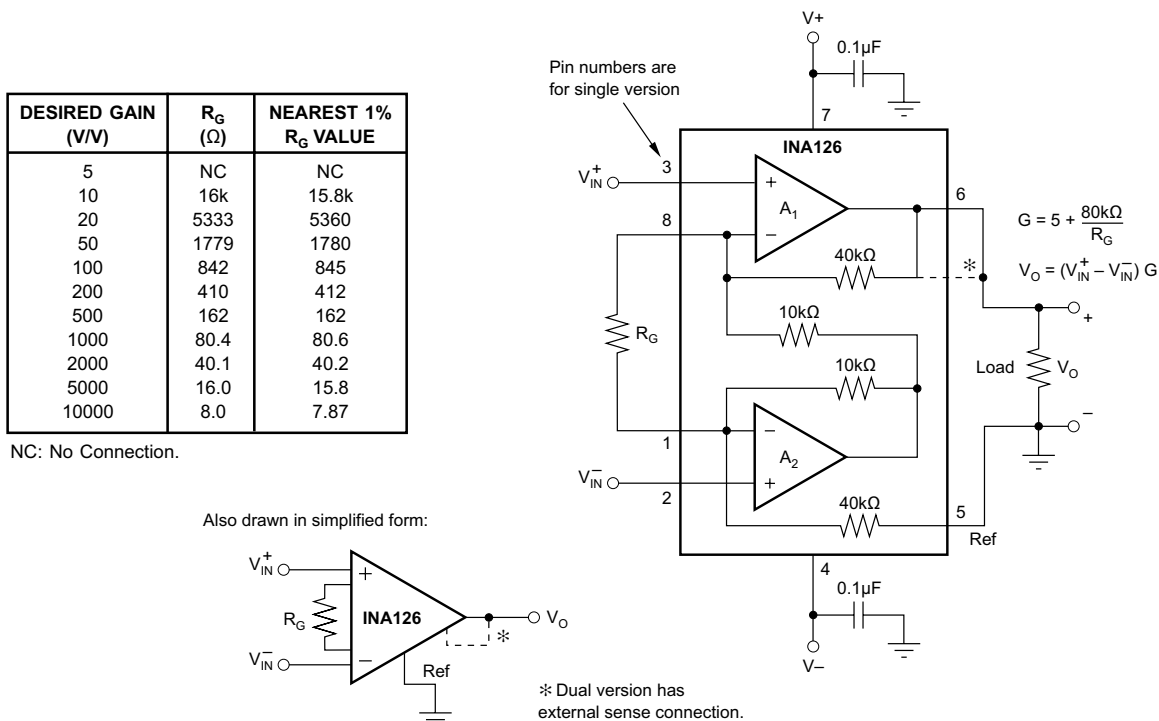 DESIRED GAIN (V/V) R_G (Ω) NEAREST 1% R_G VALUE
5 NC NC
10 16k 15.8k
20 5333 5360
50 1779 1780
100 842 845
200 410 412
500 162 162
1000 80.4 80.6
2000 40.1 40.2
5000 16.0 15.8
10000 8.0 7.87
NC: No Connection.
V+
0.1µF
Pin numbers are
for single version
7
INA126
3
V_IN^+
+
A_1
6
8
–
40kΩ
*
G = 5 + 80kΩ/R_G
V_O = (V_IN^+ – V_IN^–) G
10kΩ
R_G
10kΩ
+
Load
V_O
–
1
–
A_2
V_IN^–
2
+
40kΩ
5
Ref
4
0.1µF
V–
Also drawn in simplified form:
V_IN^+
+
R_G
INA126
V_O
*
V_IN^–
–
Ref
* Dual version has
external sense connection.